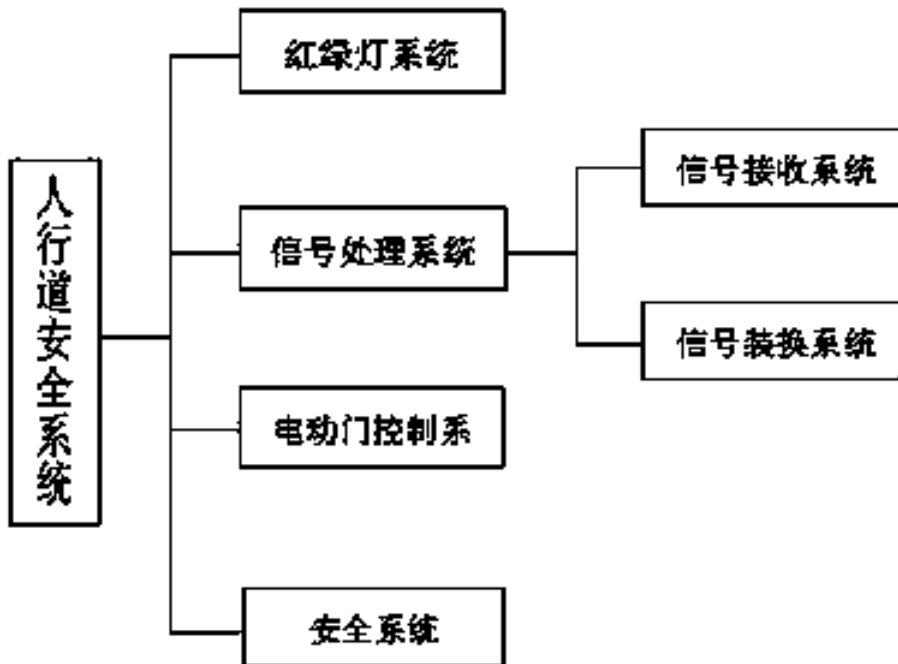 人行道安全系统
红绿灯系统
信号处理系统
信号接收系统
信号装换系统
电动门控制系
安全系统